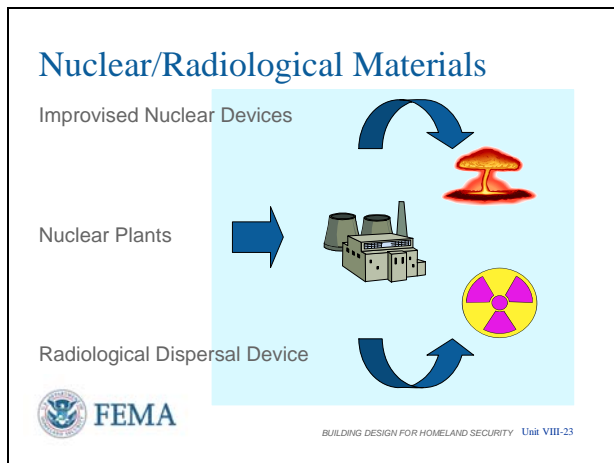 Nuclear/Radiological Materials
Improvised Nuclear Devices
Nuclear Plants
Radiological Dispersal Device
FEMA
BUILDING DESIGN FOR HOMELAND SECURITY Unit VIII-23